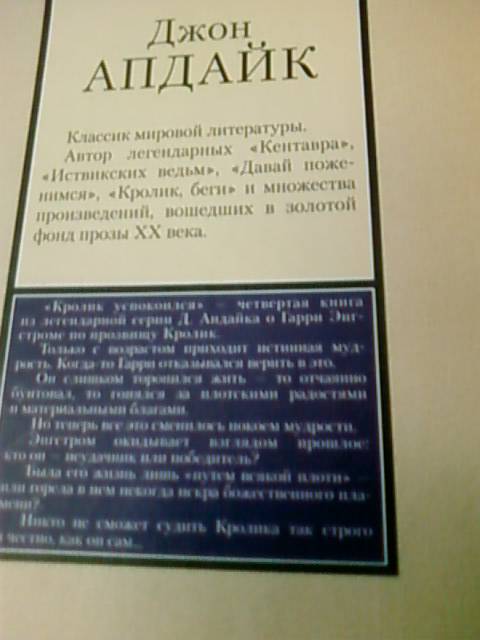 Джон
АПДАЙК
Классик мировой литературы.
Автор легендарных «Кентавра»,
«Иствикских ведьм», «Давай поже-
нимся», «Кролик, беги» и множества
произведений, вошедших в золотой
фонд прозы XX века.
«Кролик успокоился» – четвертая книга
из легендарной серии Д. Апдайка о Гарри Энг-
строме по прозвищу Кролик.
Только с возрастом приходит истинная муд-
рость. Когда-то Гарри отказывался верить в это.
Он слишком торопился жить – то отчаянно
бунтовал, то гонялся за плотскими радостями
и материальными благами.
Но теперь все это сменилось покоем мудрости.
Энгстром окидывает взглядом прошлое:
кто он – неудачник или победитель?
Была его жизнь лишь «путем всякой плоти» –
или горела в нем некогда искра божественного пла-
мени?
Никто не сможет судить Кролика так строго
и честно, как он сам...